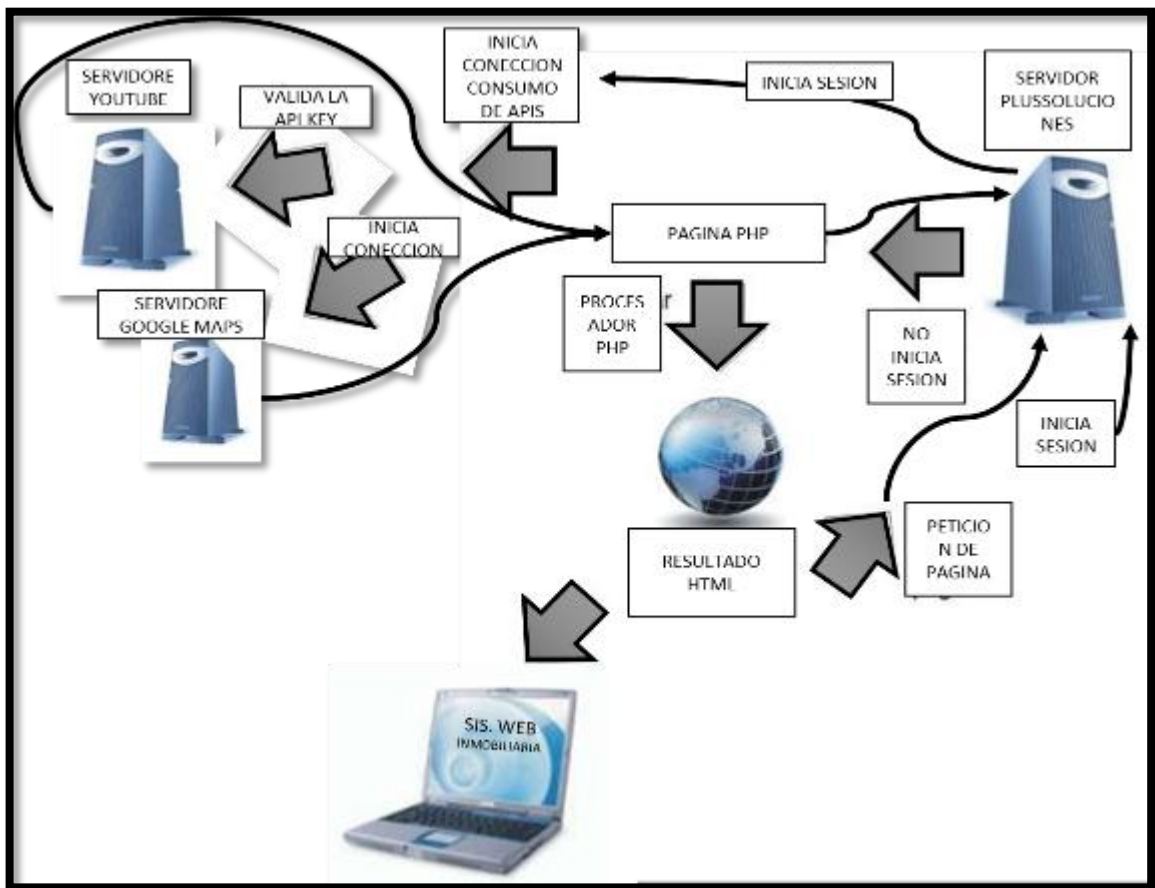 INICIA
CONECCION
CONSUMO
DE APIS
SERVIDORE
YOUTUBE
VALIDA LA
API KEY
INICIA SESION
SERVIDOR
PLUSSOLUCIO
NES
INICIA
CONECCION
PAGINA PHP
SERVIDORE
GOOGLE MAPS
PROCES
ADOR
PHP
ar
NO
INICIA
SESION
INICIA
SESION
PETICIO
N DE
PAGINA
RESULTADO
HTML
SIS. WEB
INMOBILIARIA